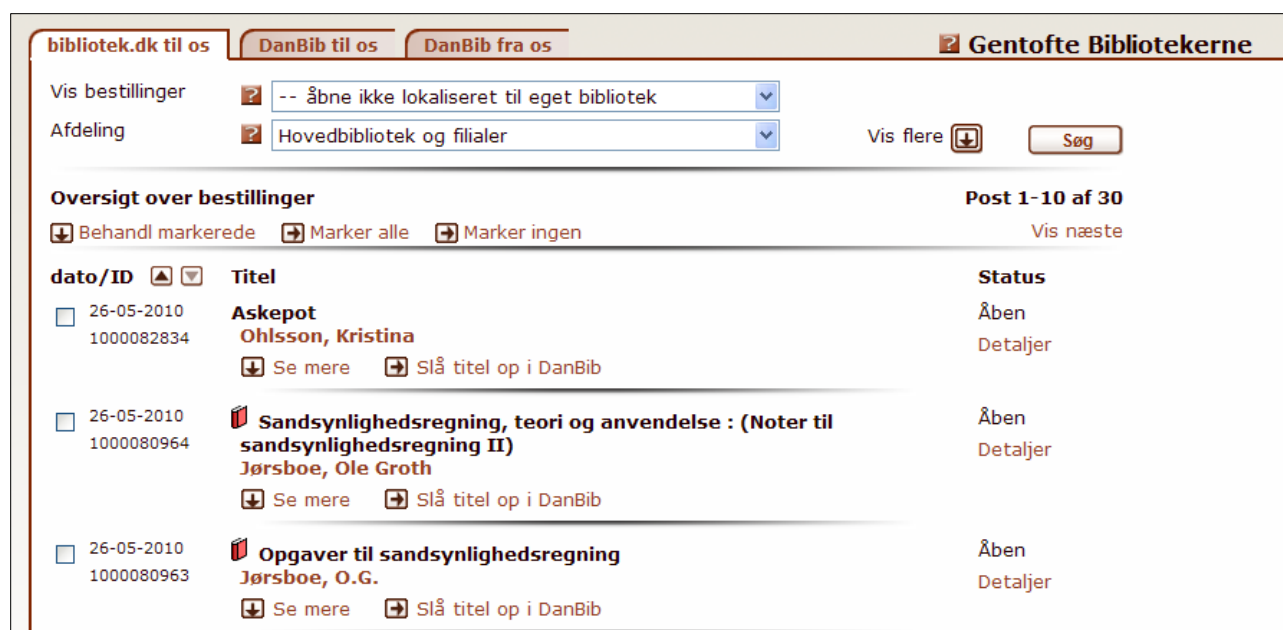 bibliotek.dk til os DanBib til os DanBib fra os ? Gentofte Bibliotekerne
Vis bestillinger ? -- åbne ikke lokaliseret til eget bibliotek
Afdeling ? Hovedbibliotek og filialer Vis flere Søg
Oversigt over bestillinger Post 1-10 af 30
Behandl markerede Marker alle Marker ingen Vis næste
dato/ID Titel Status
26-05-2010 Askepot Åben
1000082834 Ohlsson, Kristina Detaljer
Se mere Slå titel op i DanBib
26-05-2010 Sandsynlighedsregning, teori og anvendelse : (Noter til Åben
1000080964 sandsynlighedsregning II) Detaljer
Jørsboe, Ole Groth
Se mere Slå titel op i DanBib
26-05-2010 Opgaver til sandsynlighedsregning Åben
1000080963 Jørsboe, O.G. Detaljer
Se mere Slå titel op i DanBib